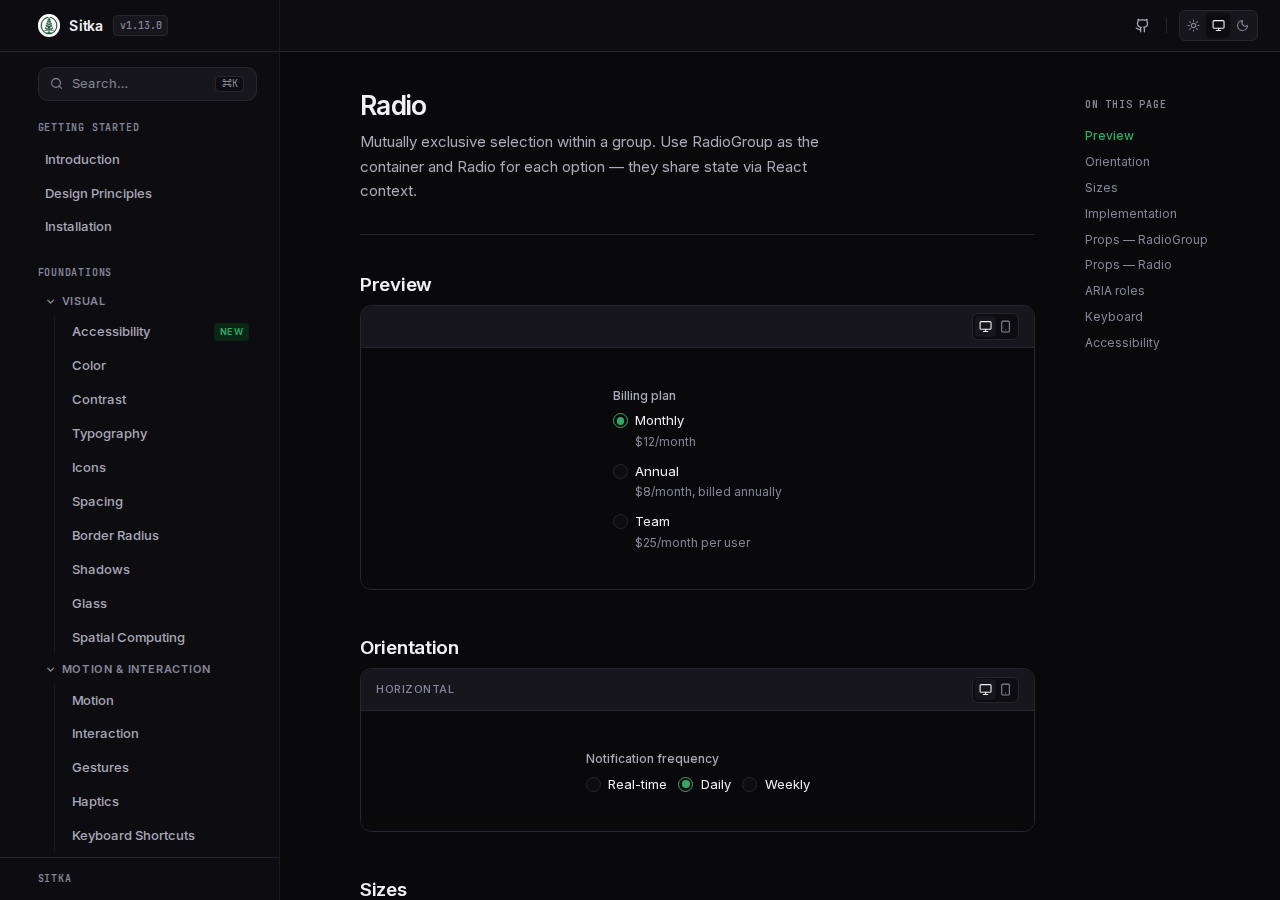 Sitka
v1.13.0
Search...
⌘K
GETTING STARTED
Introduction
Design Principles
Installation
FOUNDATIONS
VISUAL
Accessibility
NEW
Color
Contrast
Typography
Icons
Spacing
Border Radius
Shadows
Glass
Spatial Computing
MOTION & INTERACTION
Motion
Interaction
Gestures
Haptics
Keyboard Shortcuts
SITKA
Radio
Mutually exclusive selection within a group. Use RadioGroup as the
container and Radio for each option — they share state via React
context.
Preview
Billing plan
Monthly
$12/month
Annual
$8/month, billed annually
Team
$25/month per user
Orientation
HORIZONTAL
Notification frequency
Real-time Daily Weekly
Sizes
ON THIS PAGE
Preview
Orientation
Sizes
Implementation
Props — RadioGroup
Props — Radio
ARIA roles
Keyboard
Accessibility